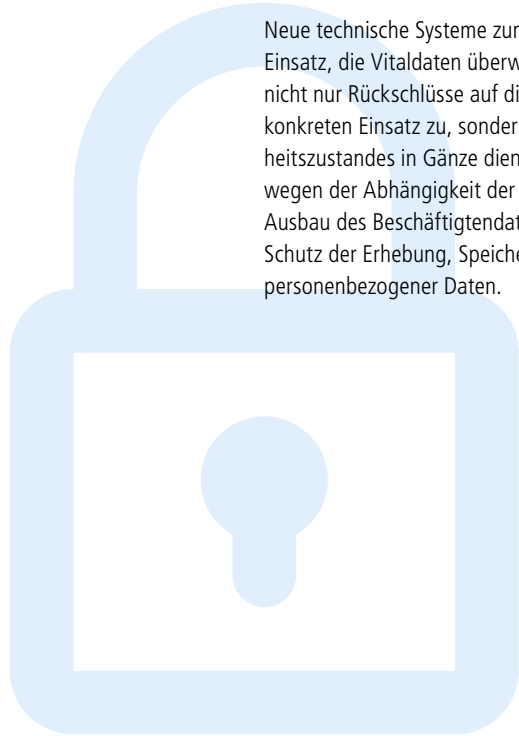 Neue technische Systeme zur
Einsatz, die Vitaldaten überw
nicht nur Rückschlüsse auf di
konkreten Einsatz zu, sonder
heitszustandes in Gänze dien
wegen der Abhängigkeit der
Ausbau des Beschäftigtendat
Schutz der Erhebung, Speiche
personenbezogener Daten.